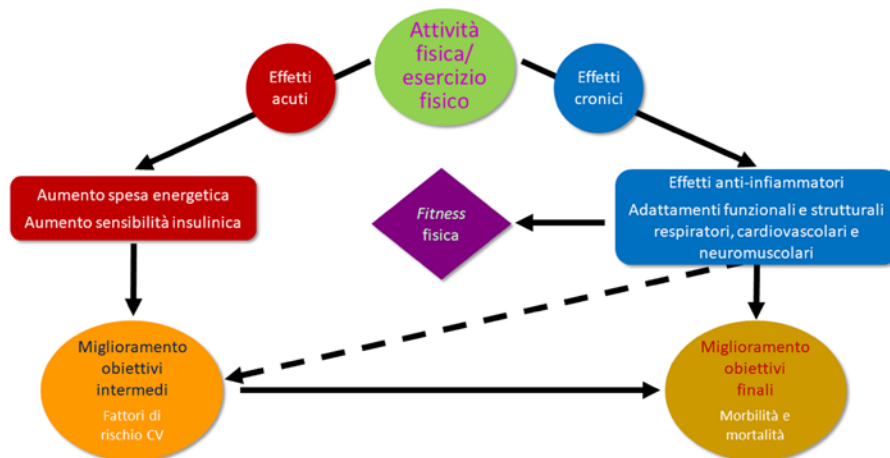 Attività
fisica/
esercizio
fisico
Effetti
acuti
Effetti
cronici
Aumento spesa energetica
Aumento sensibilità insulinica
Fitness
fisica
Effetti anti-infiammatori
Adattamenti funzionali e strutturali
respiratori, cardiovascolari e
neuromuscolari
Miglioramento
obiettivi
intermedi
Fattori di
rischio CV
Miglioramento
obiettivi
finali
Morbilità e
mortalità